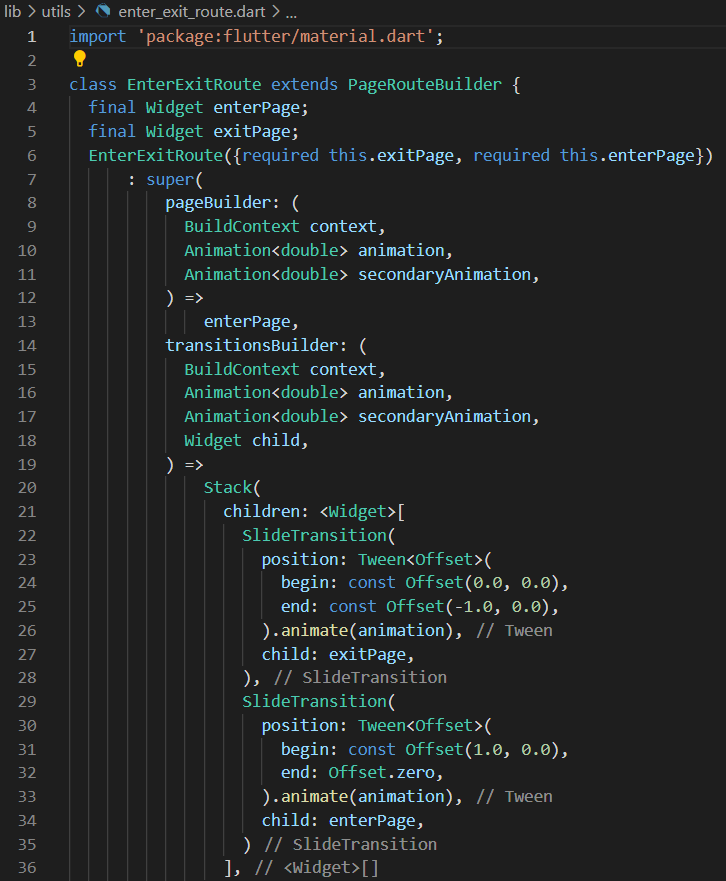 lib > utils > enter_exit_route.dart > ...
1 import 'package:flutter/material.dart';
2
3 class EnterExitRoute extends PageRouteBuilder {
4   final Widget enterPage;
5   final Widget exitPage;
6   EnterExitRoute({required this.exitPage, required this.enterPage})
7       : super(
8           pageBuilder: (
9             BuildContext context,
10             Animation<double> animation,
11             Animation<double> secondaryAnimation,
12           ) =>
13               enterPage,
14           transitionsBuilder: (
15             BuildContext context,
16             Animation<double> animation,
17             Animation<double> secondaryAnimation,
18             Widget child,
19           ) =>
20               Stack(
21                 children: <Widget>[
22                   SlideTransition(
23                     position: Tween<Offset>(
24                       begin: const Offset(0.0, 0.0),
25                       end: const Offset(-1.0, 0.0),
26                     ).animate(animation), // Tween
27                     child: exitPage,
28                   ), // SlideTransition
29                   SlideTransition(
30                     position: Tween<Offset>(
31                       begin: const Offset(1.0, 0.0),
32                       end: Offset.zero,
33                     ).animate(animation), // Tween
34                     child: enterPage,
35                   ) // SlideTransition
36                 ], // <Widget>[]